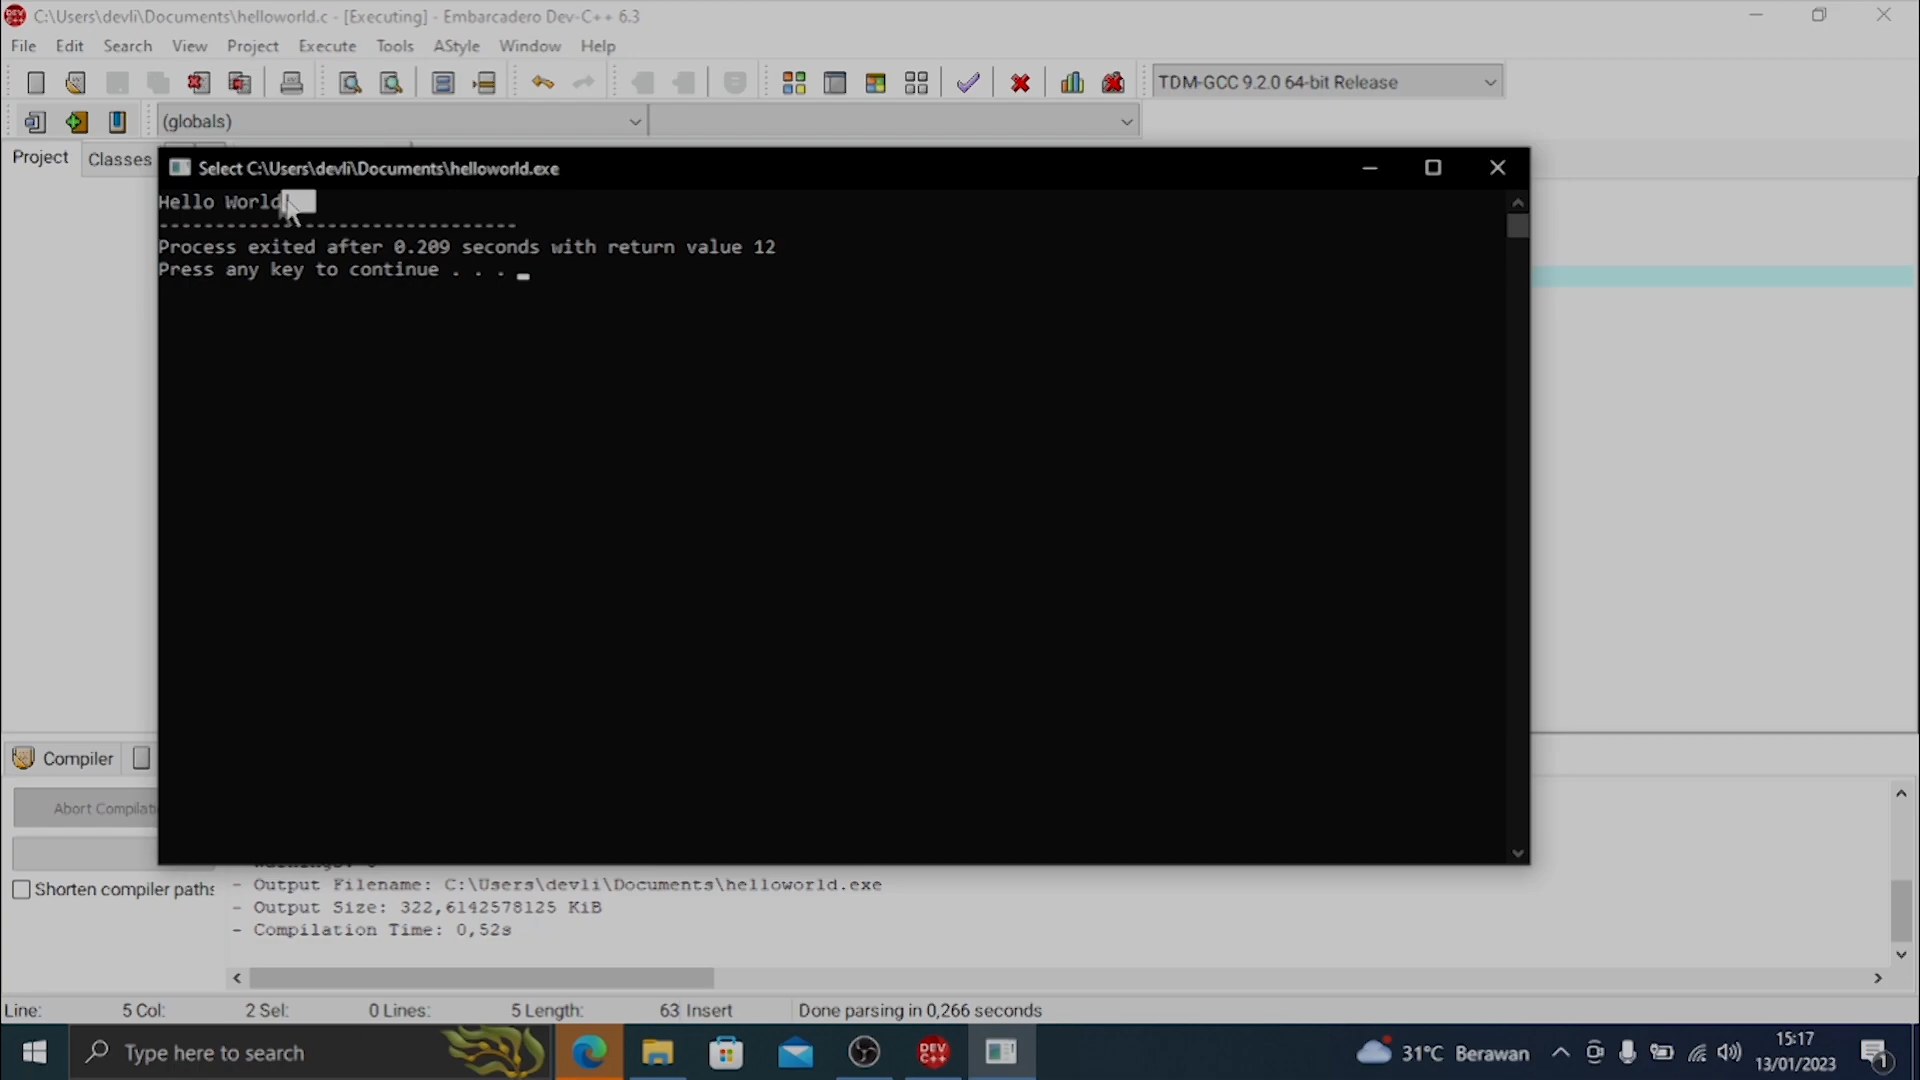 C:\Users\devli\Documents\helloworld.c - [Executing] - Embarcadero Dev-C++ 6.3
File Edit Search View Project Execute Tools AStyle Window Help
TDM-GCC 9.2.0 64-bit Release
(globals)
Project Classes
Select C:\Users\devli\Documents\helloworld.exe
Hello World
--------------------------------
Process exited after 0.209 seconds with return value 12
Press any key to continue . . .
Compiler
Abort Compilati
Shorten compiler paths
- Output Filename: C:\Users\devli\Documents\helloworld.exe
- Output Size: 322,6142578125 KiB
- Compilation Time: 0,52s
Line: 5 Col: 2 Sel: 0 Lines: 5 Length: 63 Insert Done parsing in 0,266 seconds
Type here to search
DEV C++
31°C Berawan
15:17
13/01/2023
1